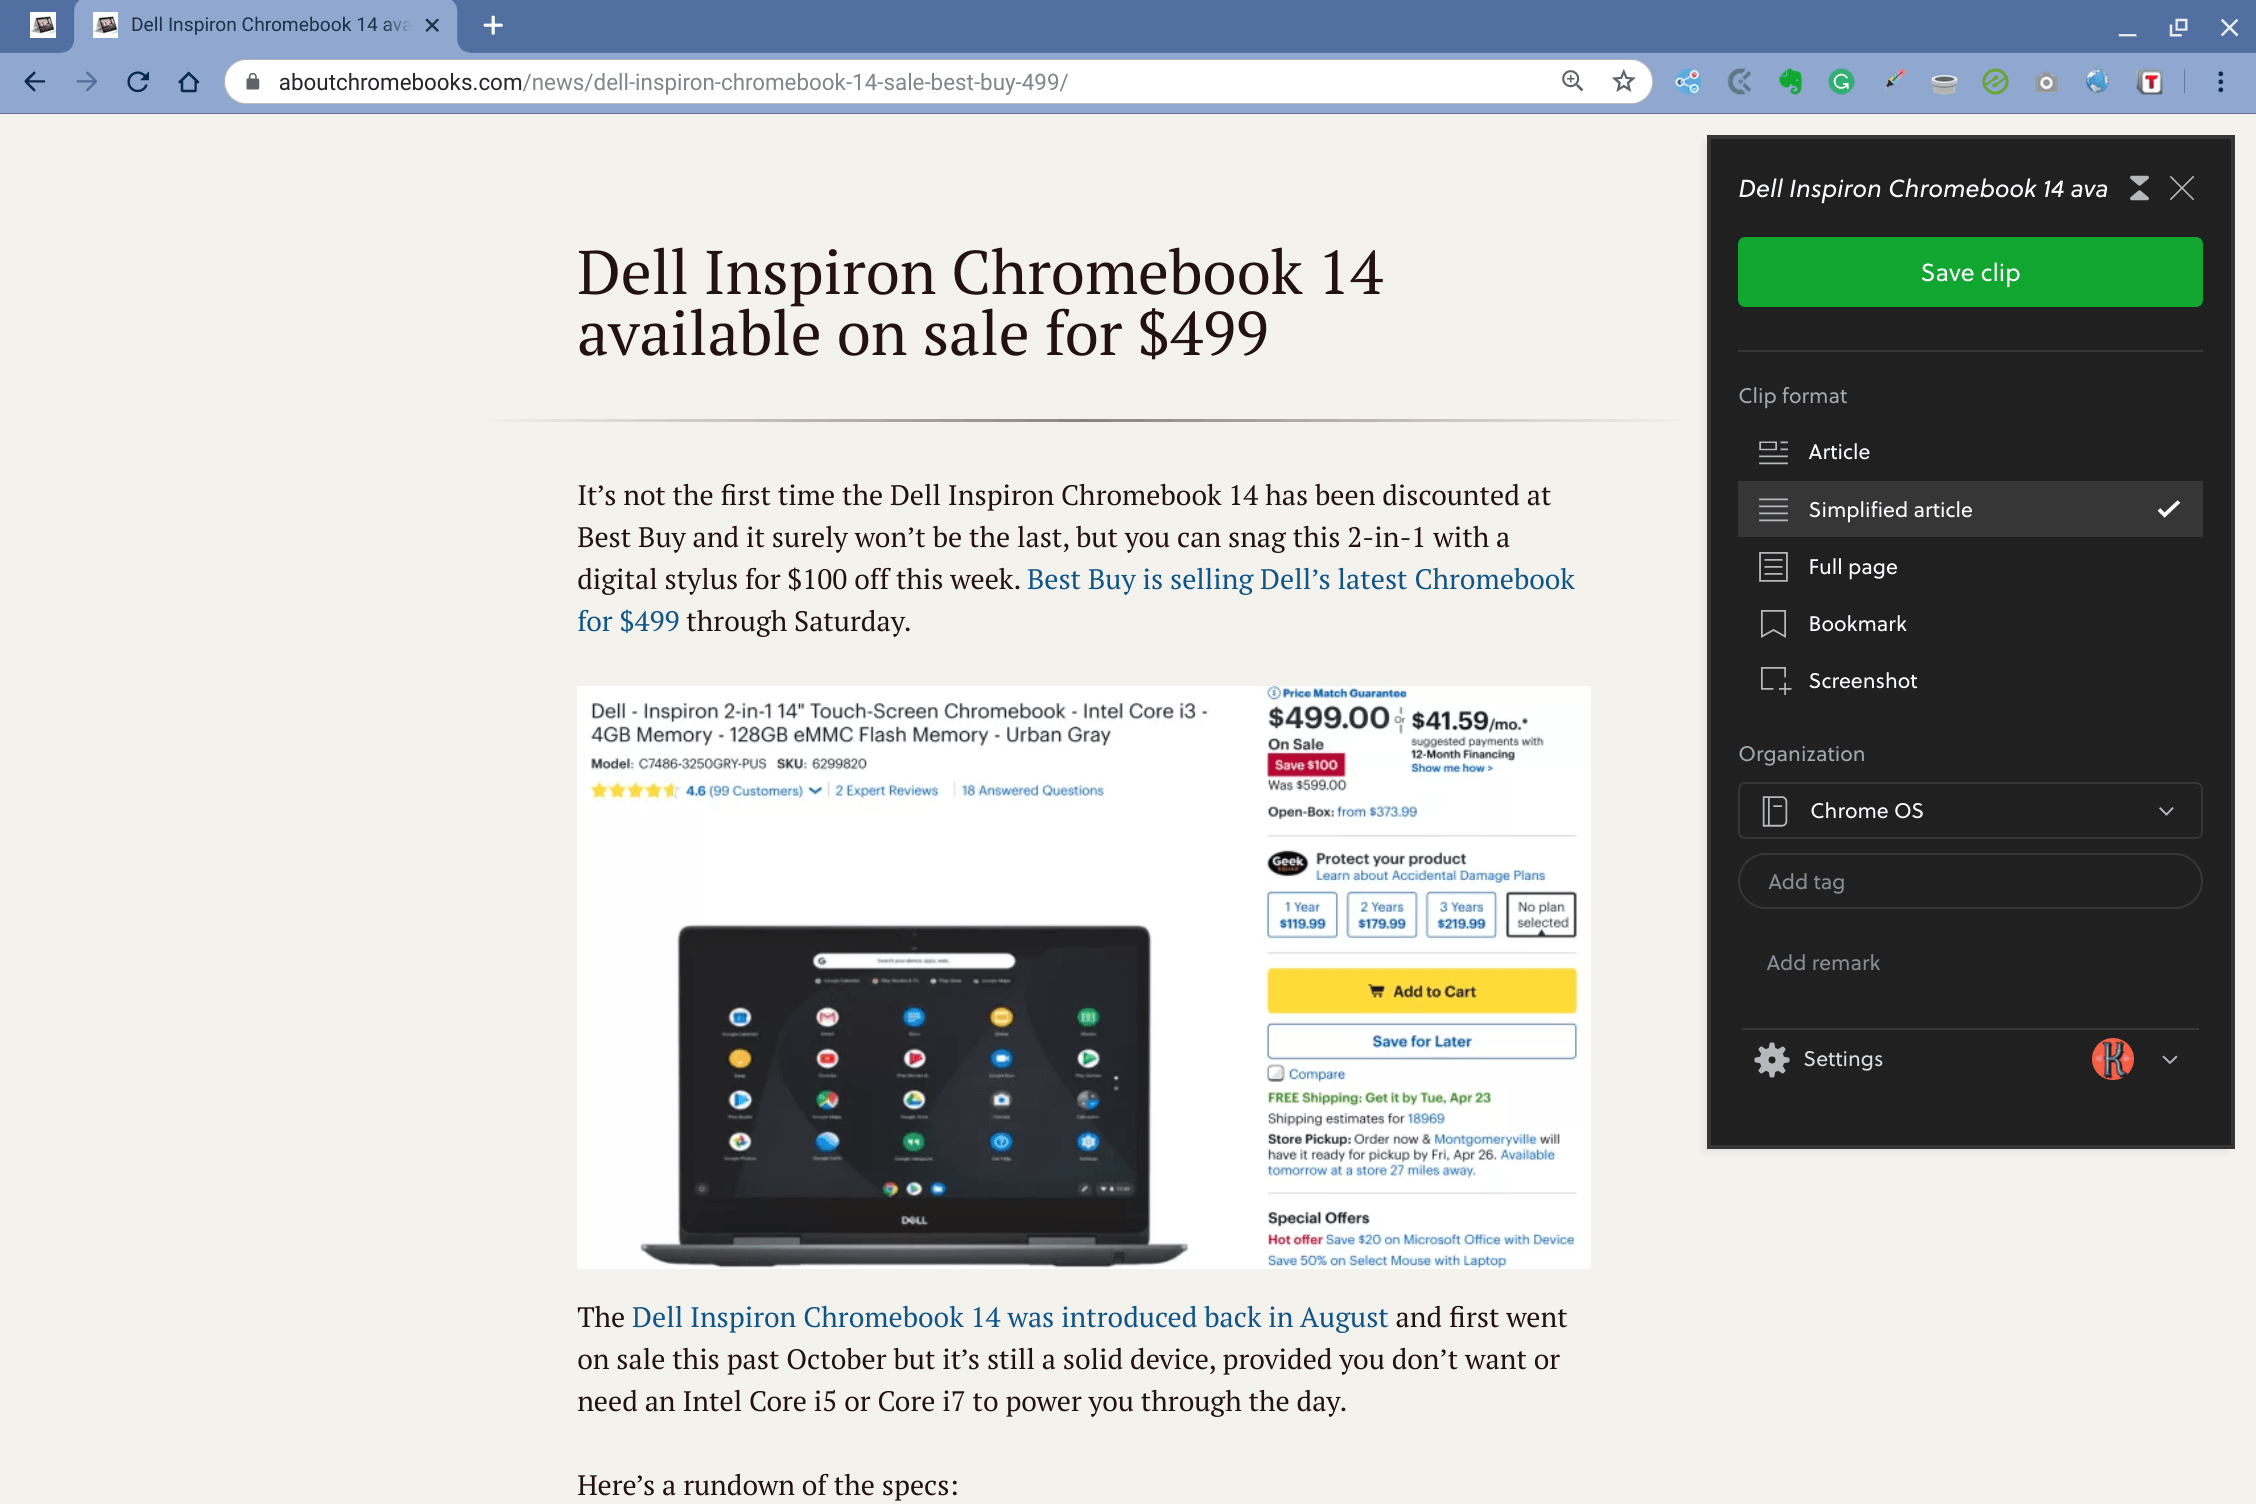 Dell Inspiron Chromebook 14 ava
aboutchromebooks.com/news/dell-inspiron-chromebook-14-sale-best-buy-499/
Dell Inspiron Chromebook 14
available on sale for $499
It’s not the first time the Dell Inspiron Chromebook 14 has been discounted at
Best Buy and it surely won’t be the last, but you can snag this 2-in-1 with a
digital stylus for $100 off this week. Best Buy is selling Dell’s latest Chromebook
for $499 through Saturday.
Dell - Inspiron 2-in-1 14" Touch-Screen Chromebook - Intel Core i3 -
4GB Memory - 128GB eMMC Flash Memory - Urban Gray
Model: C7486-3250GRY-PUS SKU: 6299820
4.6 (99 Customers) 2 Expert Reviews 18 Answered Questions
DELL
Price Match Guarantee
$499.00 or $41.59/mo.*
On Sale
Save $100
Was $599.00
suggested payments with
12-Month Financing
Show me how >
Open-Box: from $373.99
Geek
Protect your product
Learn about Accidental Damage Plans
1 Year
$119.99
2 Years
$179.99
3 Years
$219.99
No plan
selected
Add to Cart
Save for Later
Compare
FREE Shipping: Get it by Tue, Apr 23
Shipping estimates for 18969
Store Pickup: Order now & Montgomeryville will
have it ready for pickup by Fri, Apr 26. Available
tomorrow at a store 27 miles away.
Special Offers
Hot offer Save $20 on Microsoft Office with Device
Save 50% on Select Mouse with Laptop
The Dell Inspiron Chromebook 14 was introduced back in August and first went
on sale this past October but it’s still a solid device, provided you don’t want or
need an Intel Core i5 or Core i7 to power you through the day.
Here’s a rundown of the specs:
Dell Inspiron Chromebook 14 ava
Save clip
Clip format
Article
Simplified article
Full page
Bookmark
Screenshot
Organization
Chrome OS
Add tag
Add remark
Settings
K